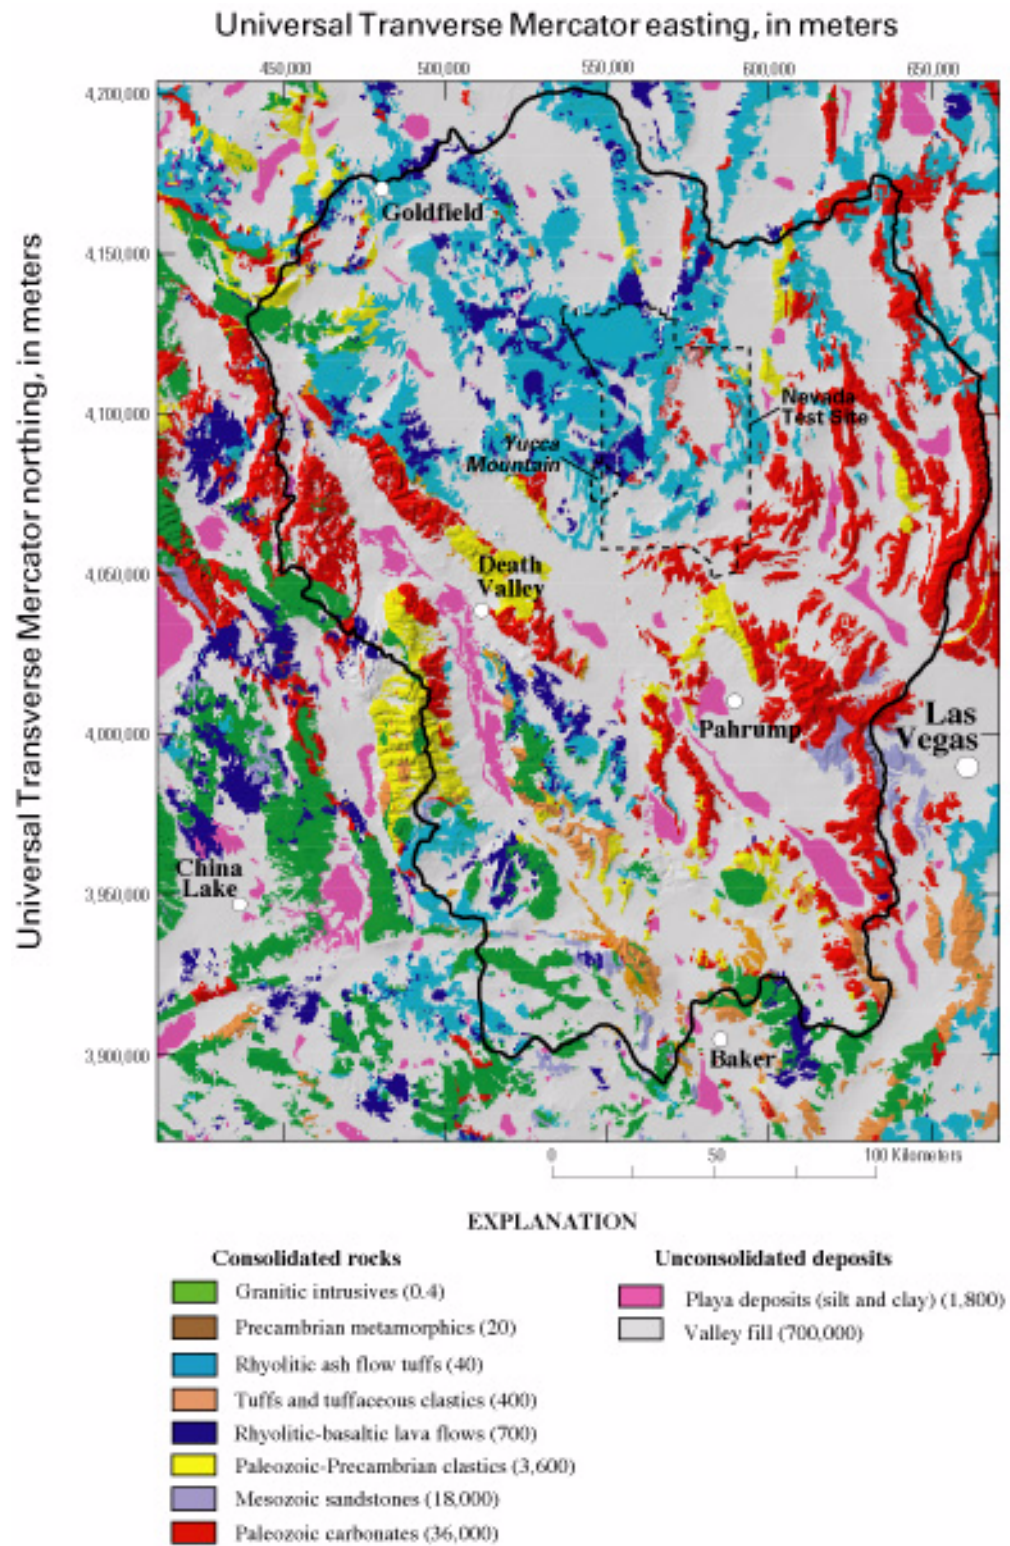 Universal Tranverse Mercator easting, in meters
450,000 500,000 550,000 600,000 650,000
Universal Transverse Mercator northing, in meters
4,200,000
4,150,000
4,100,000
4,050,000
4,000,000
3,950,000
3,900,000
Goldfield
Nevada
Test Site
Yucca
Mountain
Death
Valley
Pahrump
Las
Vegas
China
Lake
Baker
0 50 100 Kilometers
EXPLANATION
Consolidated rocks
Granitic intrusives (0.4)
Precambrian metamorphics (20)
Rhyolitic ash flow tuffs (40)
Tuffs and tuffaceous clastics (400)
Rhyolitic-basaltic lava flows (700)
Paleozoic-Precambrian clastics (3,600)
Mesozoic sandstones (18,000)
Paleozoic carbonates (36,000)
Unconsolidated deposits
Playa deposits (silt and clay) (1,800)
Valley fill (700,000)